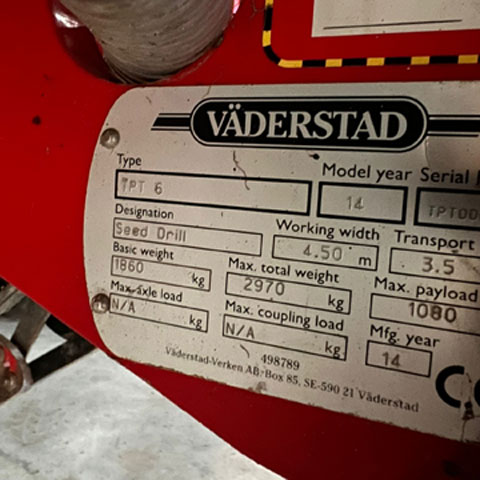 VÄDERSTAD
Type Model year Serial
TPT 6 14 TPT00
Designation Working width Transport
Seed Drill 4.50 m 3.5
Basic weight Max. total weight Max. payload
1860 kg 2970 kg 1080
Max axle load Max. coupling load Mfg. year
N/A kg N/A kg 14
498789
Väderstad-Verken AB. Box 85, SE-590 21 Väderstad